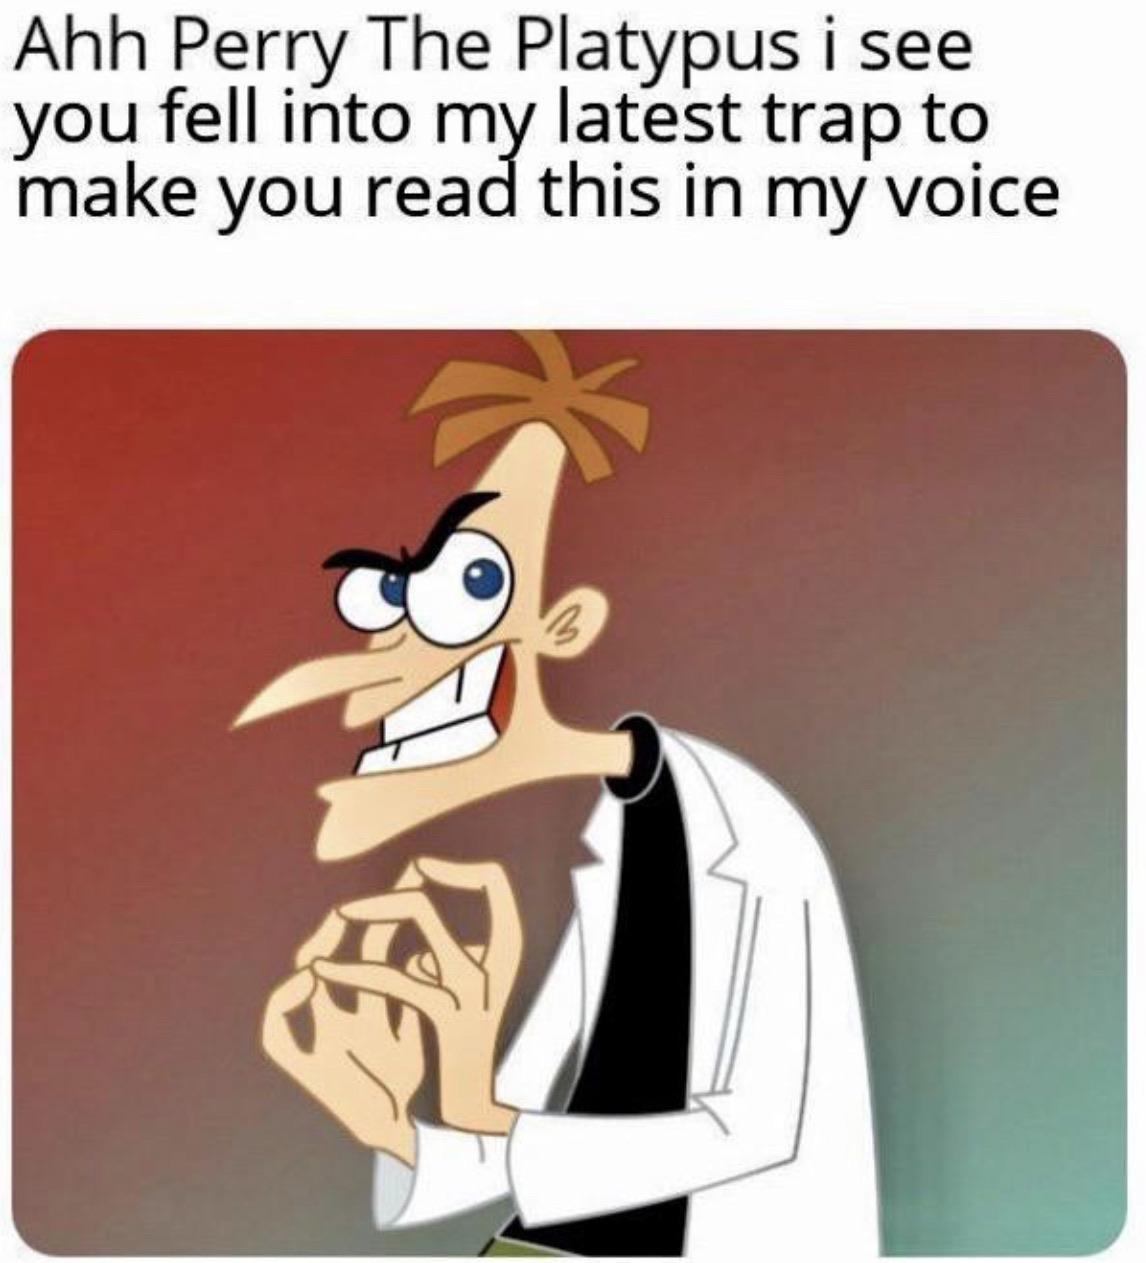 Ahh Perry The Platypus i see
you fell into my latest trap to
make you read this in my voice